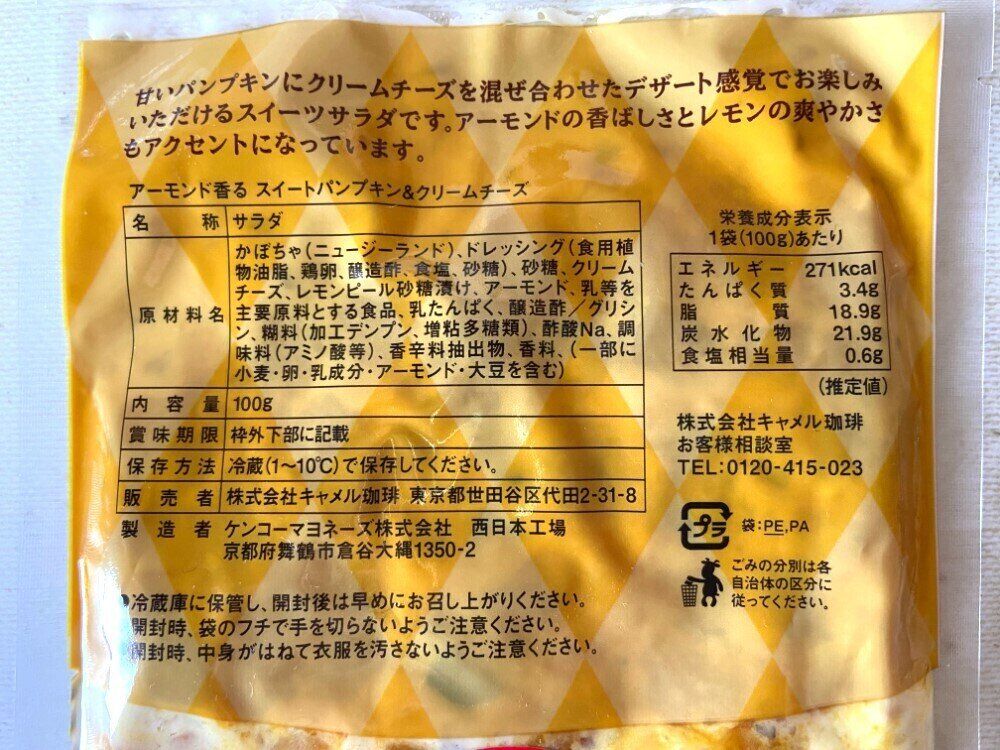 甘いパンプキンにクリームチーズを混ぜ合わせたデザート感覚でお楽しみ
いただけるスイーツサラダです。アーモンドの香ばしさとレモンの爽やかさ
もアクセントになっています。
アーモンド香る スイートパンプキン&クリームチーズ
名称 サラダ
原材料名
かぼちゃ(ニュージーランド)、ドレッシング(食用植
物油脂、鶏卵、醸造酢、食塩、砂糖)、砂糖、クリーム
チーズ、レモンピール砂糖漬け、アーモンド、乳等を
主要原料とする食品、乳たんぱく、醸造酢/グリシ
ン、糊料(加工デンプン、増粘多糖類)、酢酸Na、調
味料(アミノ酸等)、香辛料抽出物、香料、(一部に
小麦・卵・乳成分・アーモンド・大豆を含む)
内容量 100g
賞味期限 枠外下部に記載
保存方法 冷蔵(1~10℃)で保存してください。
販売者 株式会社キャメル珈琲 東京都世田谷区代田2-31-8
製造者 ケンコーマヨネーズ株式会社 西日本工場
京都府舞鶴市倉谷大縄1350-2
●冷蔵庫に保管し、開封後は早めにお召し上がりください。
開封時、袋のフチで手を切らないようご注意ください。
開封時、中身がはねて衣服を汚さないようご注意ください。
栄養成分表示
1袋(100g)あたり
エネルギー 271kcal
たんぱく質 3.4g
脂質 18.9g
炭水化物 21.9g
食塩相当量 0.6g
(推定値)
株式会社キャメル珈琲
お客様相談室
TEL:0120-415-023
プラ 袋:PE,PA
ごみの分別は各
自治体の区分に
従ってください。